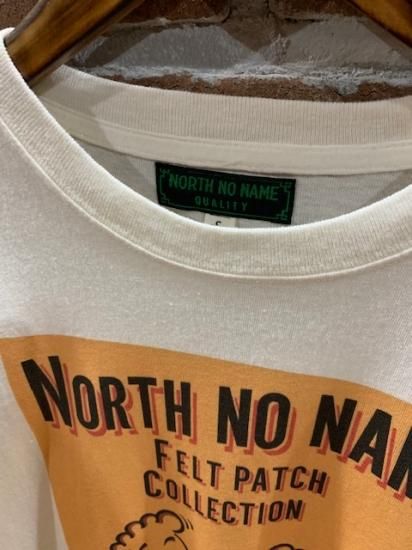 NORTH NO NAME
QUALITY
S
NORTH NO NAM
FELT PATCH
COLLECTION